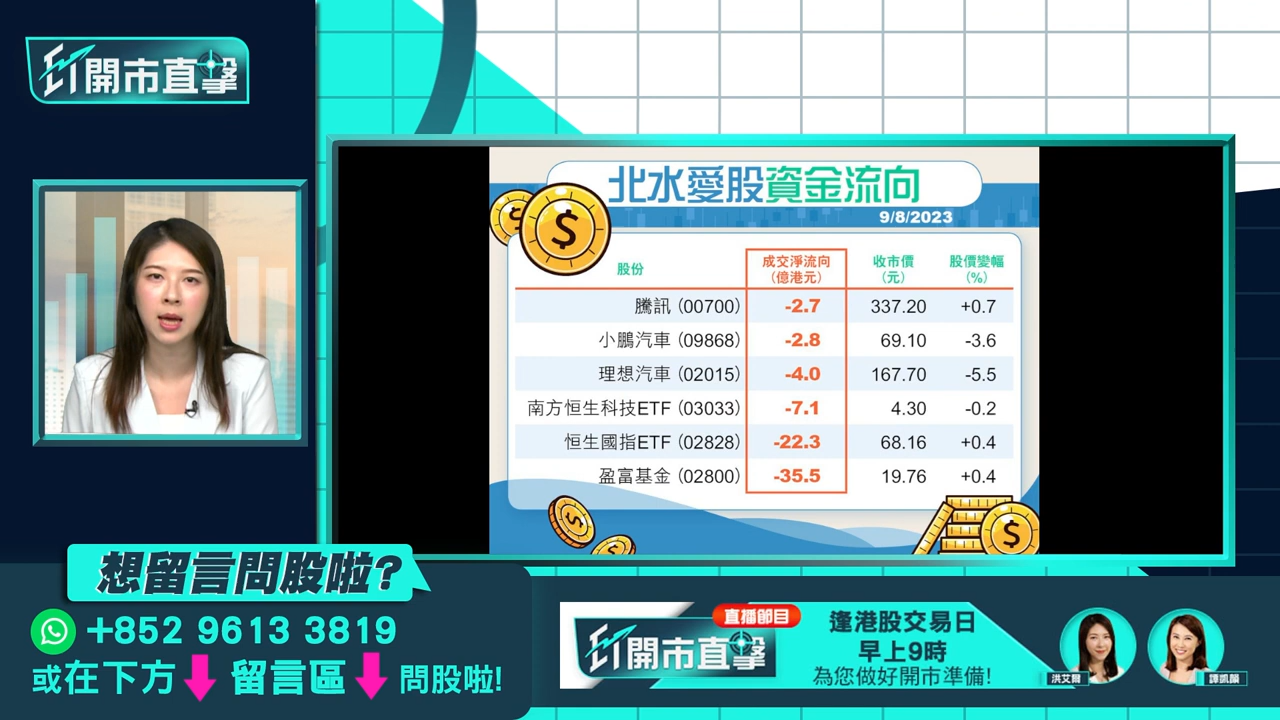 ET開市直擊
北水愛股資金流向
9/8/2023
股份 成交淨流向 (億港元) 收市價 (元) 股價變幅 (%)
騰訊 (00700) -2.7 337.20 +0.7
小鵬汽車 (09868) -2.8 69.10 -3.6
理想汽車 (02015) -4.0 167.70 -5.5
南方恒生科技ETF (03033) -7.1 4.30 -0.2
恒生國指ETF (02828) -22.3 68.16 +0.4
盈富基金 (02800) -35.5 19.76 +0.4
想留言問股啦?
+852 9613 3819
或在下方 留言區 問股啦!
直播節目
ET開市直擊
逢港股交易日
早上9時
為您做好開市準備!
洪艾爾
譚凱韻